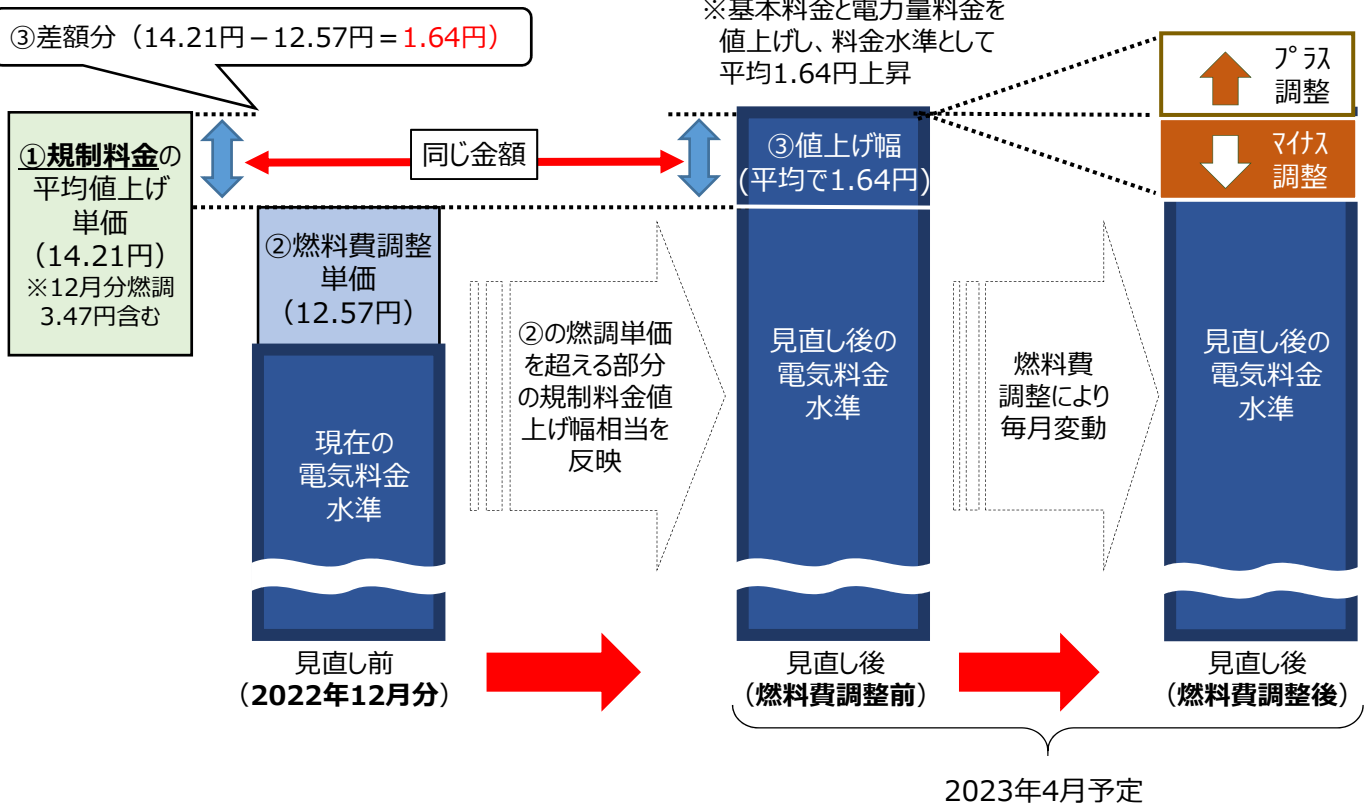 ③差額分（14.21円－12.57円＝1.64円）
※基本料金と電力量料金を
値上げし、料金水準として
平均1.64円上昇
①規制料金の
平均値上げ
単価
（14.21円）
※12月分燃調
3.47円含む
同じ金額
②燃料費調整
単価
（12.57円）
現在の
電気料金
水準
②の燃調単価
を超える部分
の規制料金値
上げ幅相当を
反映
③値上げ幅
(平均で1.64円)
見直し後の
電気料金
水準
燃料費
調整により
毎月変動
ﾌﾟﾗｽ
調整
ﾏｲﾅｽ
調整
見直し後の
電気料金
水準
見直し前
（2022年12月分）
見直し後
（燃料費調整前）
見直し後
（燃料費調整後）
2023年4月予定